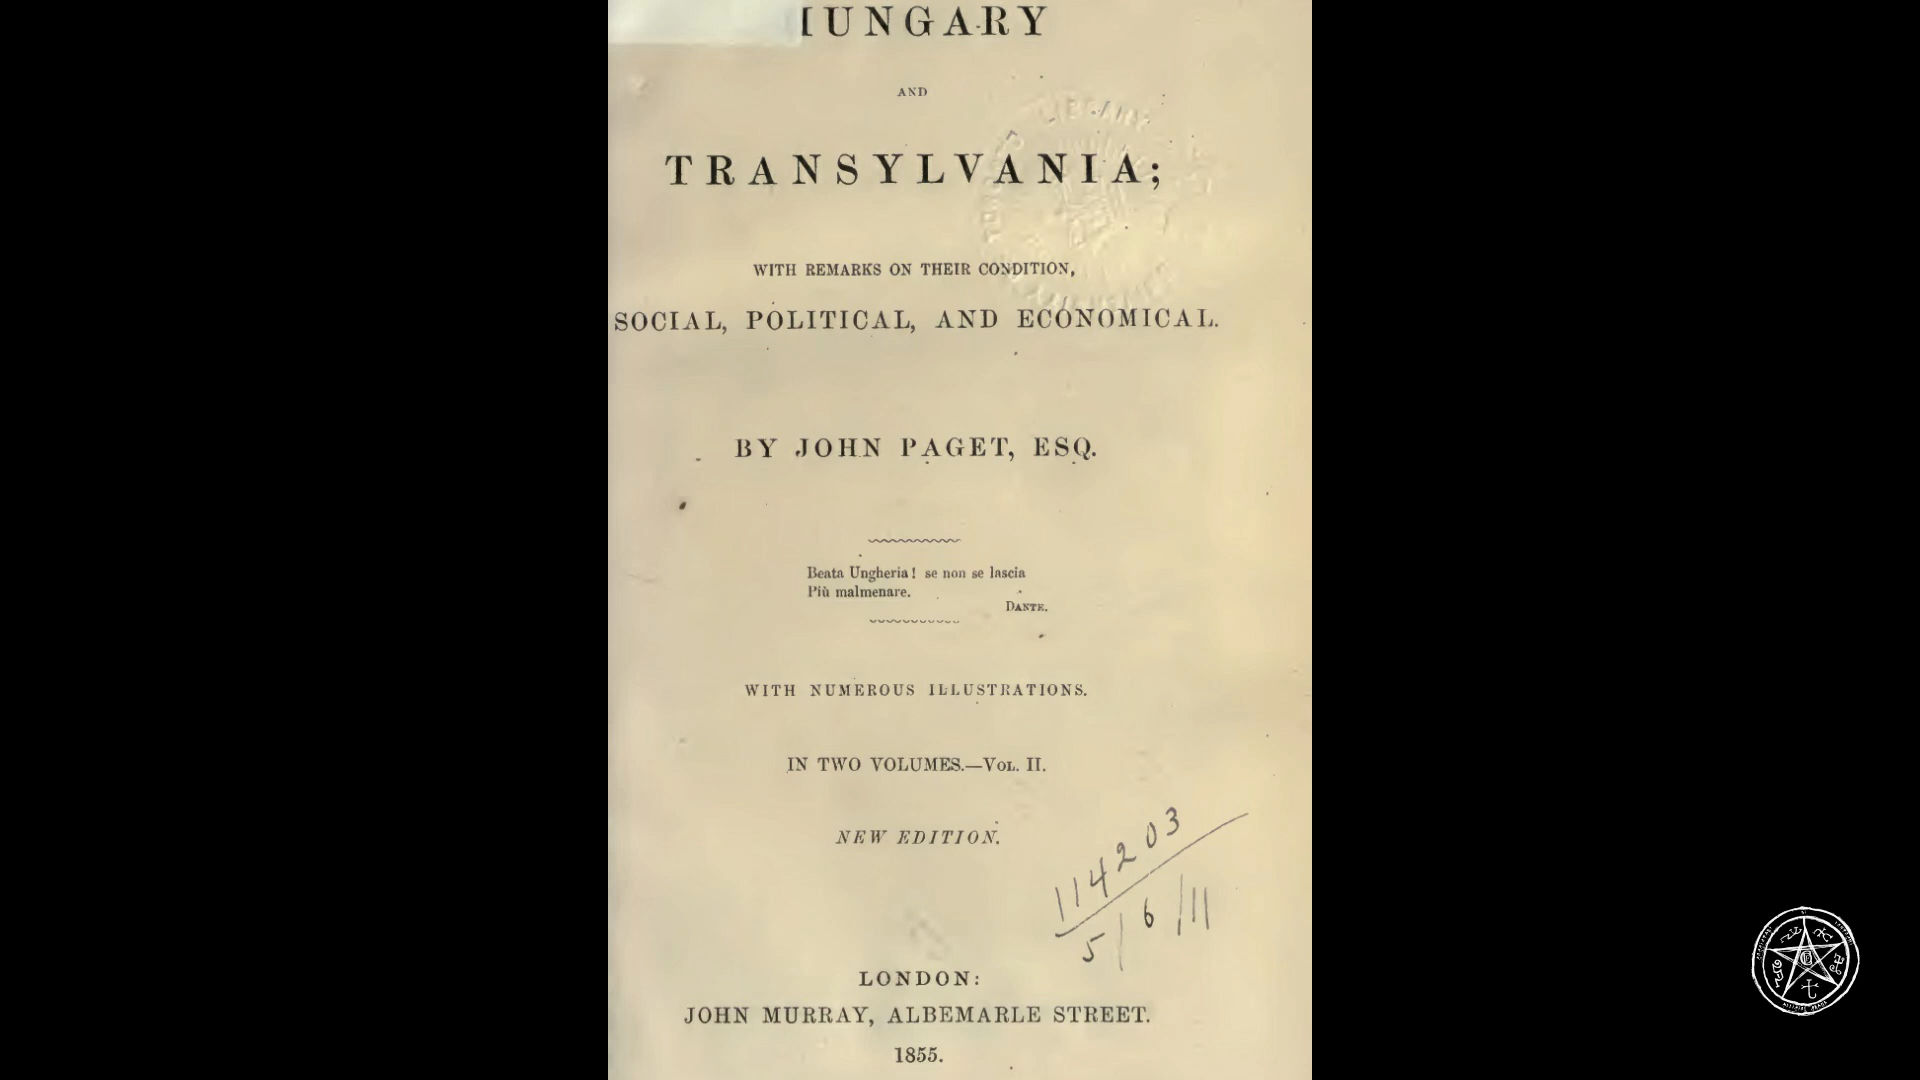 HUNGARY
AND
TRANSYLVANIA;
WITH REMARKS ON THEIR CONDITION,
SOCIAL, POLITICAL, AND ECONOMICAL.
BY JOHN PAGET, ESQ.
Beata Ungheria! se non se lascia
Più malmenare.
DANTE.
WITH NUMEROUS ILLUSTRATIONS.
IN TWO VOLUMES.—VOL. II.
NEW EDITION.
114203
5/6/11
LONDON:
JOHN MURRAY, ALBEMARLE STREET.
1855.
LIBRARY